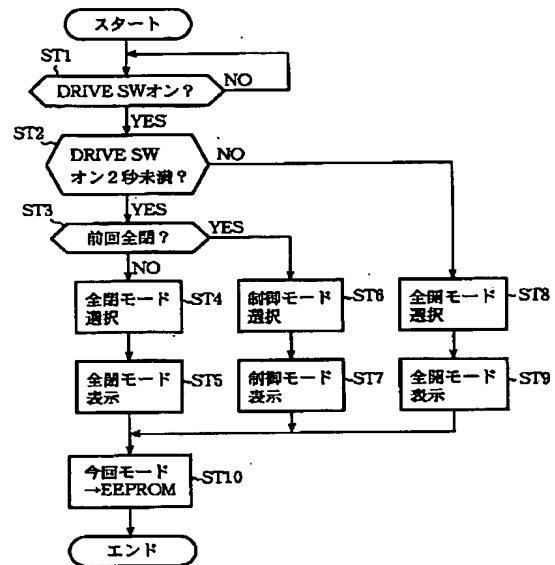 スタート
ST1
DRIVE SWオン?
NO
YES
ST2
DRIVE SW
オン2秒未満?
NO
YES
ST3
前回全閉?
YES
NO
全閉モード
選択
ST4
制御モード
選択
ST6
全開モード
選択
ST8
全閉モード
表示
ST5
制御モード
表示
ST7
全開モード
表示
ST9
今回モード
→EEPROM
ST10
エンド